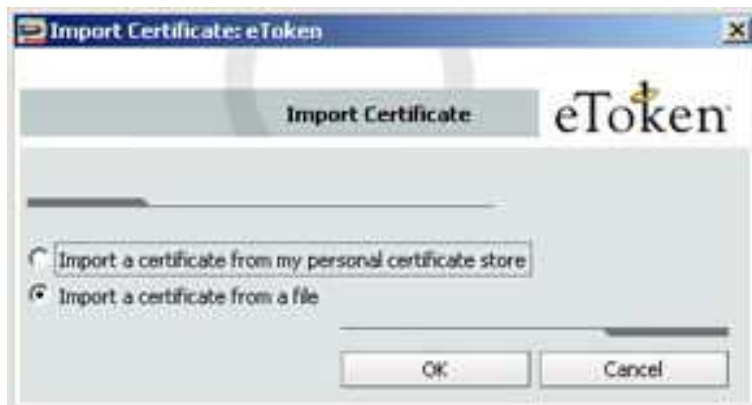 Import Certificate: eToken
Import Certificate
eToken
Import a certificate from my personal certificate store
Import a certificate from a file
OK
Cancel